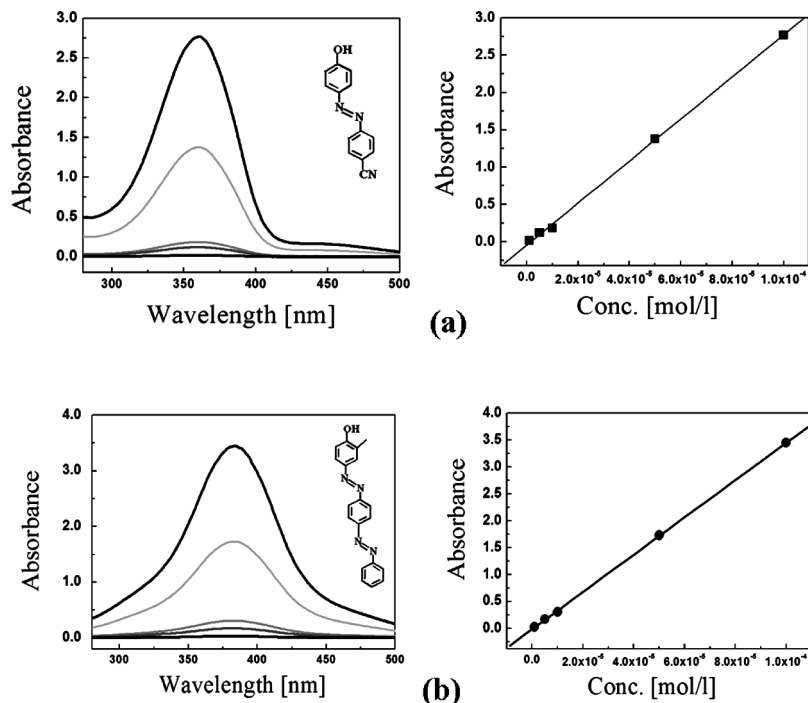 3.0
2.5
2.0
1.5
1.0
0.5
0.0
Absorbance
300 350 400 450 500
Wavelength [nm]
OH
N
N
CN
3.0
2.5
2.0
1.5
1.0
0.5
0.0
Absorbance
0.0 2.0x10⁻⁵ 4.0x10⁻⁵ 6.0x10⁻⁵ 8.0x10⁻⁵ 1.0x10⁻⁴
Conc. [mol/l]
(a)
4.0
3.0
2.0
1.0
0.0
Absorbance
300 350 400 450 500
Wavelength [nm]
OH
N
N
N
N
4.0
3.5
3.0
2.5
2.0
1.5
1.0
0.5
0.0
Absorbance
0.0 2.0x10⁻⁵ 4.0x10⁻⁵ 6.0x10⁻⁵ 8.0x10⁻⁵ 1.0x10⁻⁴
Conc. [mol/l]
(b)